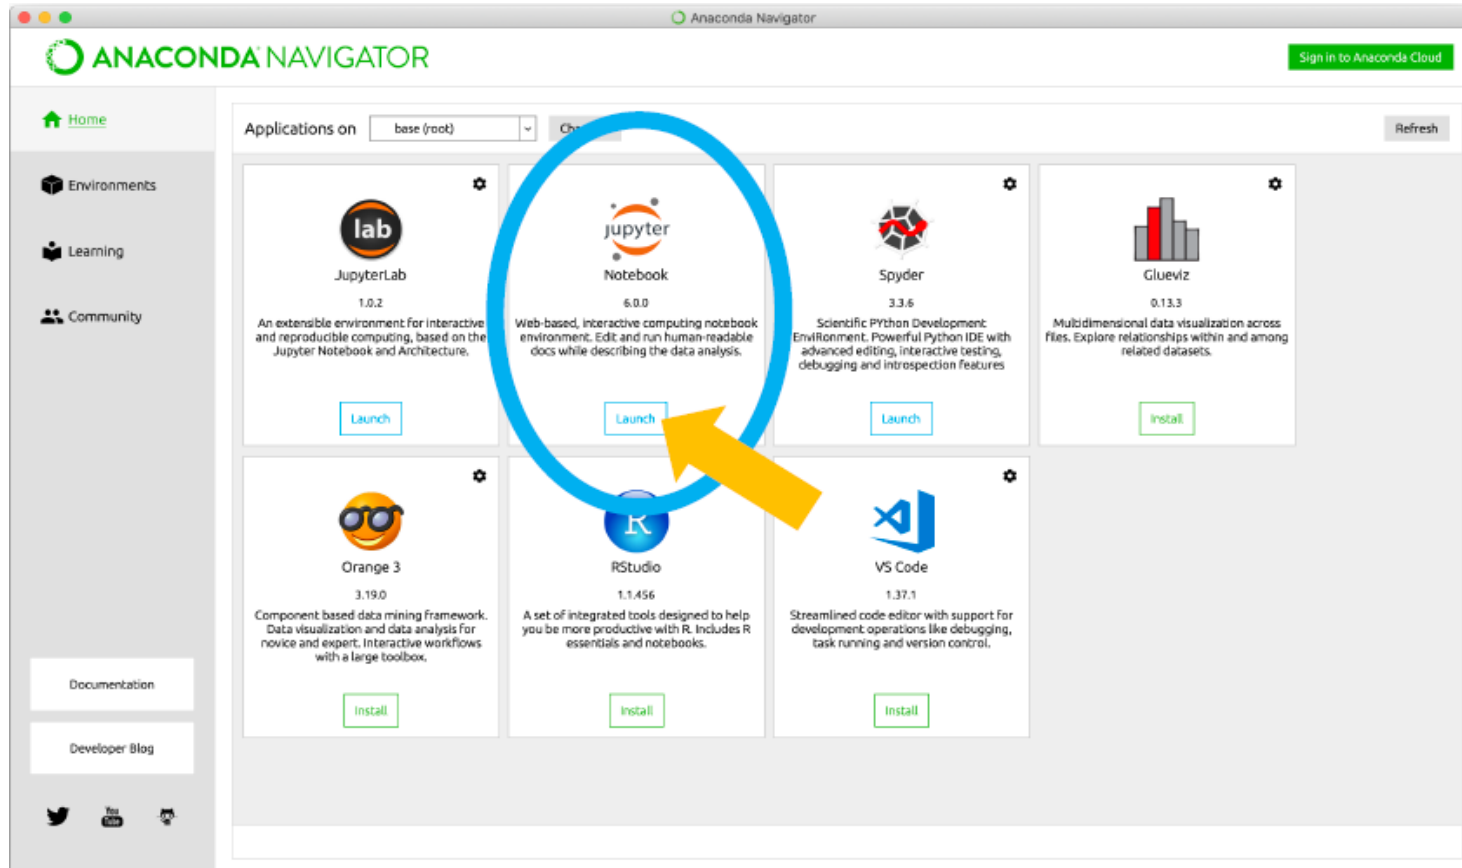 Anaconda Navigator
ANACONDA NAVIGATOR
Sign in to Anaconda Cloud
Home
Environments
Learning
Community
Documentation
Developer Blog
You
Tube
Applications on
base (root)
Refresh
lab
JupyterLab
1.0.2
An extensible environment for interactive
and reproducible computing, based on the
Jupyter Notebook and Architecture.
Launch
jupyter
Notebook
6.0.0
Web-based, interactive computing notebook
environment. Edit and run human-readable
docs while describing the data analysis.
Launch
Spyder
3.3.6
Scientific PYthon Development
EnviRonment. Powerful Python IDE with
advanced editing, interactive testing,
debugging and introspection features
Launch
Glueviz
0.13.3
Multidimensional data visualization across
files. Explore relationships within and among
related datasets.
Install
Orange 3
3.19.0
Component based data mining framework.
Data visualization and data analysis for
novice and expert. Interactive workflows
with a large toolbox.
Install
R
RStudio
1.1.456
A set of integrated tools designed to help
you be more productive with R. Includes R
essentials and notebooks.
Install
VS Code
1.37.1
Streamlined code editor with support for
development operations like debugging,
task running and version control.
Install